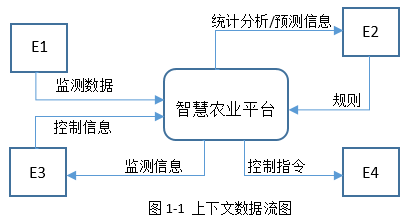 统计分析/预测信息
E1
E2
监测数据
智慧农业平台
规则
控制信息
E3
监测信息
控制指令
E4
图 1-1 上下文数据流图